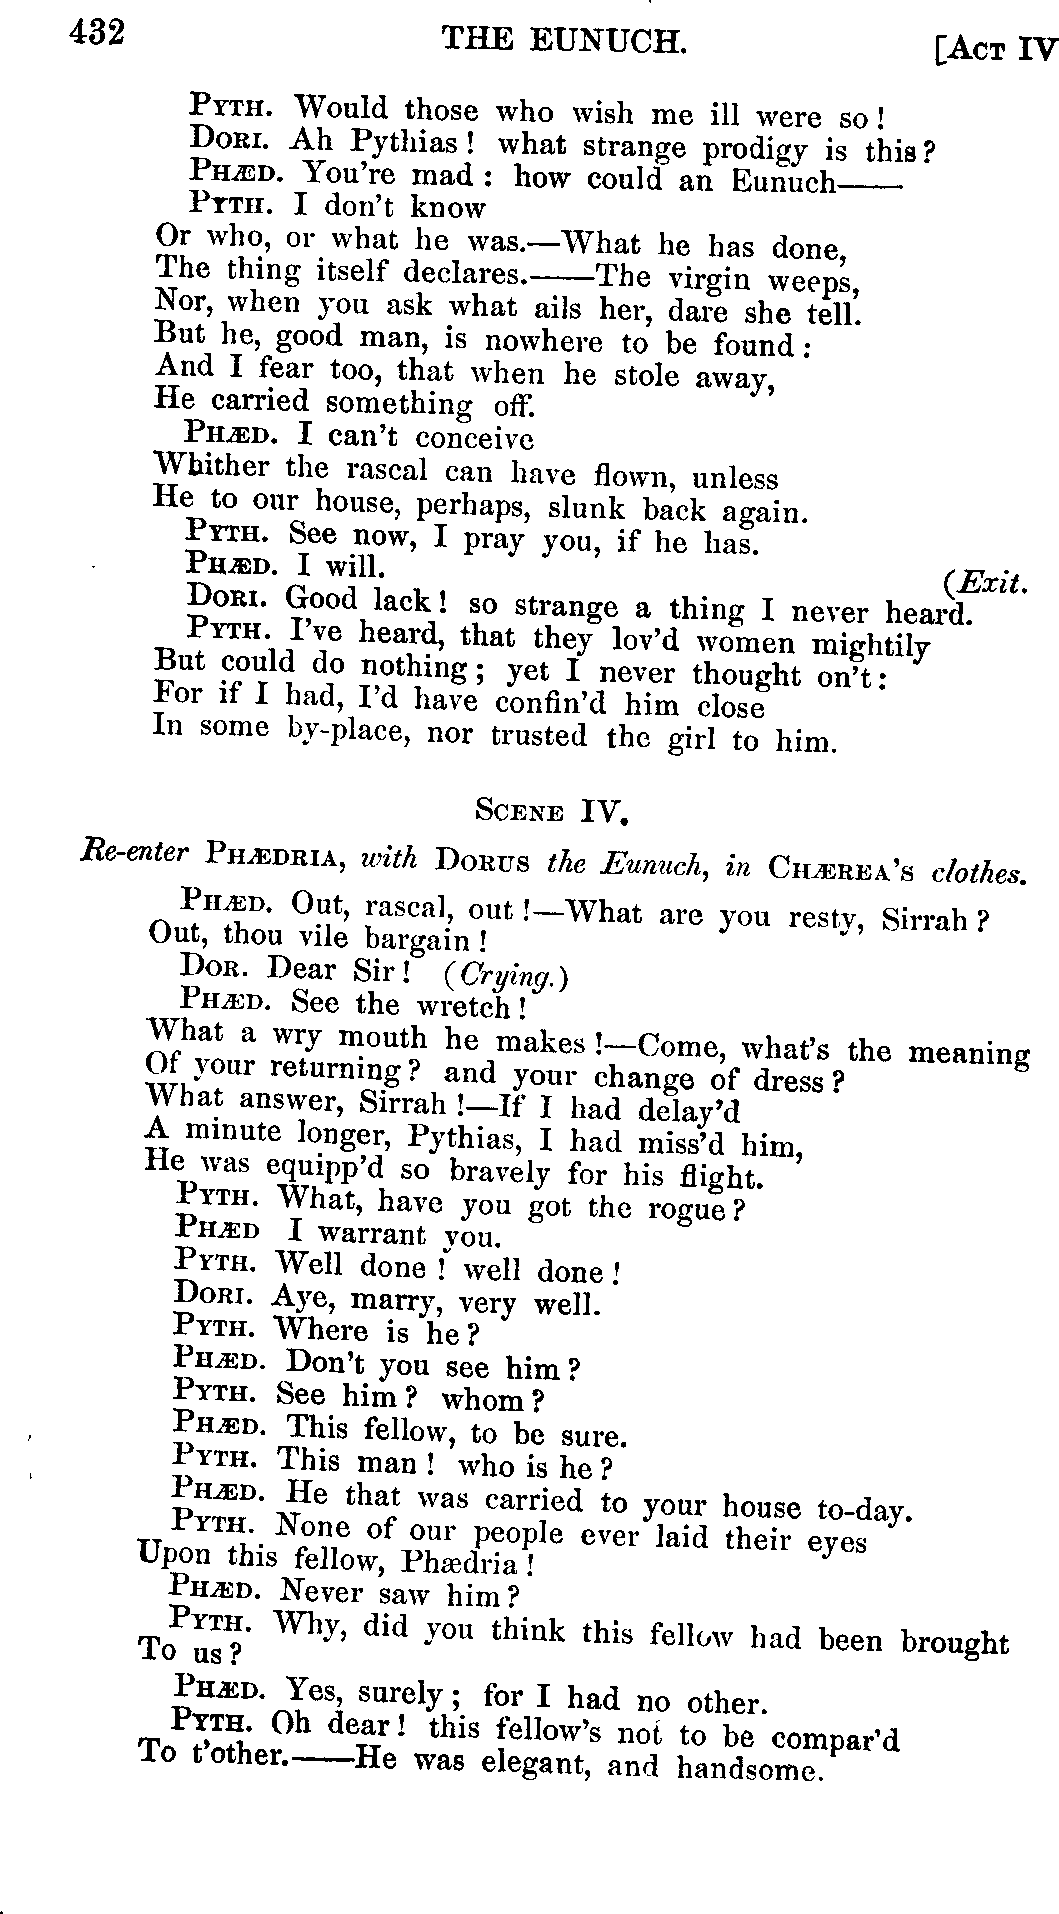 432 THE EUNUCH. [ACT IV
PYTH. Would those who wish me ill were so!
DORI. Ah Pythias! what strange prodigy is this?
PHÆD. You're mad: how could an Eunuch——
PYTH. I don't know
Or who, or what he was.—What he has done,
The thing itself declares.——The virgin weeps,
Nor, when you ask what ails her, dare she tell.
But he, good man, is nowhere to be found:
And I fear too, that when he stole away,
He carried something off.
PHÆD. I can't conceive
Whither the rascal can have flown, unless
He to our house, perhaps, slunk back again.
PYTH. See now, I pray you, if he has.
PHÆD. I will. (Exit.
DORI. Good lack! so strange a thing I never heard.
PYTH. I've heard, that they lov'd women mightily
But could do nothing; yet I never thought on't:
For if I had, I'd have confin'd him close
In some by-place, nor trusted the girl to him.
SCENE IV.
Re-enter PHÆDRIA, with DORUS the Eunuch, in CHÆREA'S clothes.
PHÆD. Out, rascal, out!—What are you resty, Sirrah?
Out, thou vile bargain!
DOR. Dear Sir! (Crying.)
PHÆD. See the wretch!
What a wry mouth he makes!—Come, what's the meaning
Of your returning? and your change of dress?
What answer, Sirrah!—If I had delay'd
A minute longer, Pythias, I had miss'd him,
He was equipp'd so bravely for his flight.
PYTH. What, have you got the rogue?
PHÆD I warrant you.
PYTH. Well done! well done!
DORI. Aye, marry, very well.
PYTH. Where is he?
PHÆD. Don't you see him?
PYTH. See him? whom?
PHÆD. This fellow, to be sure.
PYTH. This man! who is he?
PHÆD. He that was carried to your house to-day.
PYTH. None of our people ever laid their eyes
Upon this fellow, Phædria!
PHÆD. Never saw him?
PYTH. Why, did you think this fellow had been brought
To us?
PHÆD. Yes, surely; for I had no other.
PYTH. Oh dear! this fellow's not to be compar'd
To t'other.——He was elegant, and handsome.